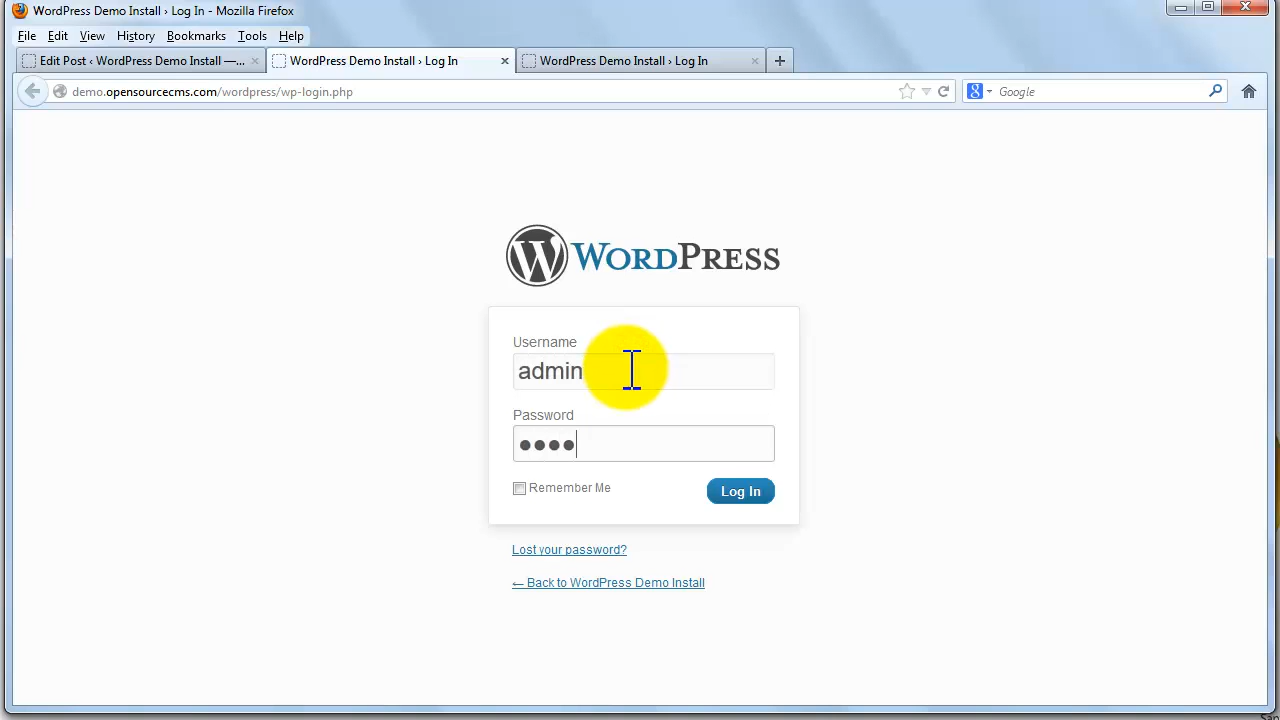 WordPress Demo Install › Log In - Mozilla Firefox
File Edit View History Bookmarks Tools Help
Edit Post ‹ WordPress Demo Install —... WordPress Demo Install › Log In WordPress Demo Install › Log In
demo.opensourcecms.com/wordpress/wp-login.php Google
WORDPRESS
Username
admin
Password
Remember Me Log In
Lost your password?
← Back to WordPress Demo Install